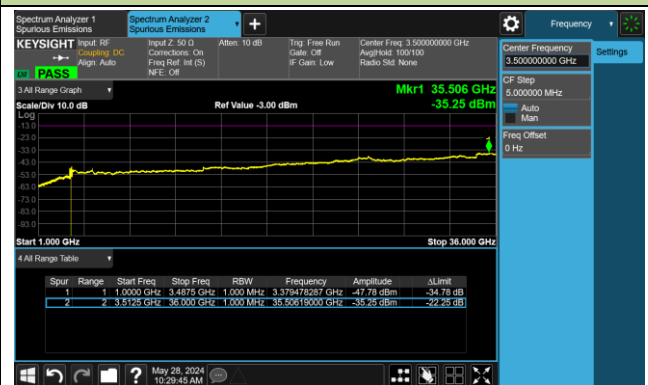 Spectrum Analyzer 1
Spurious Emissions
Spectrum Analyzer 2
Spurious Emissions
Frequency
KEYSIGHT
Input: RF
Coupling: DC
Align: Auto
Input Z: 50 Ω
Corrections: On
Freq Ref: Int (S)
NFE: Off
Atten: 10 dB
Trig: Free Run
Gate: Off
IF Gain: Low
Center Freq: 3.500000000 GHz
Avg|Hold: 100/100
Radio Std: None
PASS
Center Frequency
3.500000000 GHz
Settings
CF Step
5.000000 MHz
Auto
Man
Freq Offset
0 Hz
3 All Range Graph
Mkr1 35.506 GHz
Scale/Div 10.0 dB
Ref Value -3.00 dBm
-35.25 dBm
Log
-13.0
-23.0
-33.0
-43.0
-53.0
-63.0
-73.0
-83.0
-93.0
1
Start 1.000 GHz
Stop 36.000 GHz
4 All Range Table
Spur Range Start Freq Stop Freq RBW Frequency Amplitude ΔLimit
1 1 1.0000 GHz 3.4875 GHz 1.000 MHz 3.379478287 GHz -47.78 dBm -34.78 dB
2 2 3.5125 GHz 36.000 GHz 1.000 MHz 35.50619000 GHz -35.25 dBm -22.25 dB
May 28, 2024
10:29:45 AM